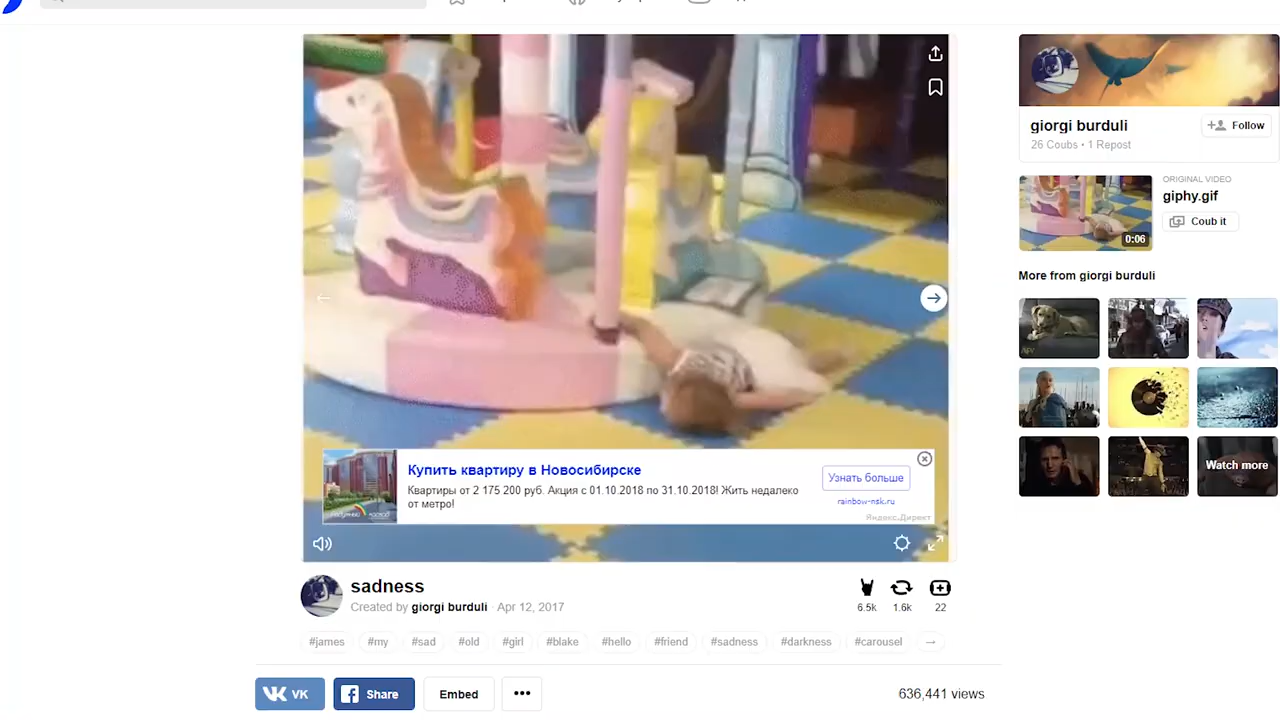 giorgi burduli
Follow
26 Coubs • 1 Repost
ORIGINAL VIDEO
giphy.gif
Coub it
0:06
More from giorgi burduli
Watch more
Купить квартиру в Новосибирске
Квартиры от 2 175 200 руб. Акция с 01.10.2018 по 31.10.2018! Жить недалеко
от метро!
Узнать больше
rainbow-nsk.ru
Яндекс.Директ
sadness
Created by giorgi burduli · Apr 12, 2017
6.5k 1.6k 22
#james #my #sad #old #girl #blake #hello #friend #sadness #darkness #carousel →
VK Share Embed •••
636,441 views